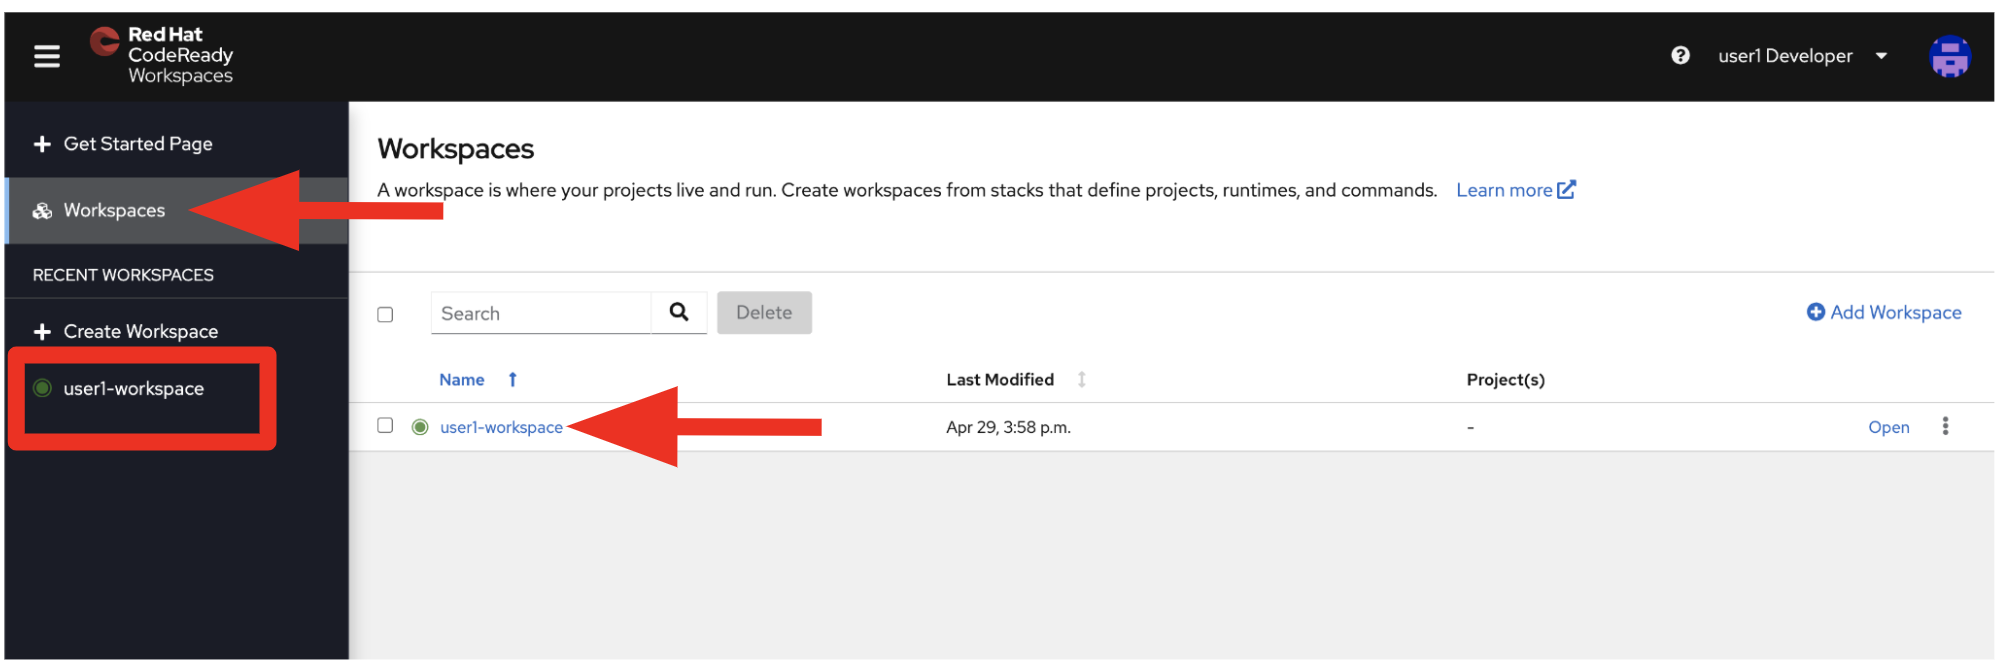 Red Hat
CodeReady
Workspaces
user1 Developer
Get Started Page
Workspaces
RECENT WORKSPACES
Create Workspace
user1-workspace
Workspaces
A workspace is where your projects live and run. Create workspaces from stacks that define projects, runtimes, and commands. Learn more
Search Delete Add Workspace
Name Last Modified Project(s)
user1-workspace Apr 29, 3:58 p.m. - Open